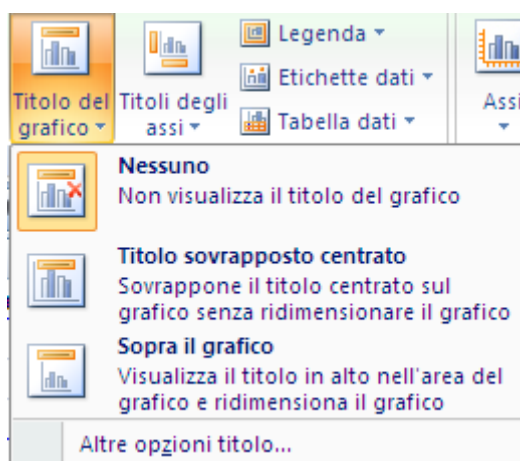 Titolo del
grafico
Titoli degli
assi
Legenda
Etichette dati
Tabella dati
Assi
Nessuno
Non visualizza il titolo del grafico
Titolo sovrapposto centrato
Sovrappone il titolo centrato sul
grafico senza ridimensionare il grafico
Sopra il grafico
Visualizza il titolo in alto nell'area del
grafico e ridimensiona il grafico
Altre opzioni titolo...